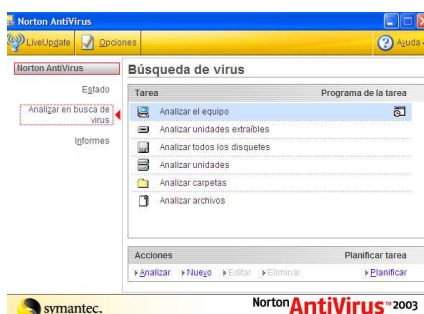 Norton AntiVirus
LiveUpdate Opciones Ayuda
Norton AntiVirus
Estado
Analizar en busca de
virus
Informes
Búsqueda de virus
Tarea Programa de la tarea
Analizar el equipo
Analizar unidades extraíbles
Analizar todos los disquetes
Analizar unidades
Analizar carpetas
Analizar archivos
Acciones Planificar tarea
Analizar Nuevo Editar Eliminar Planificar
symantec. Norton AntiVirus™ 2003